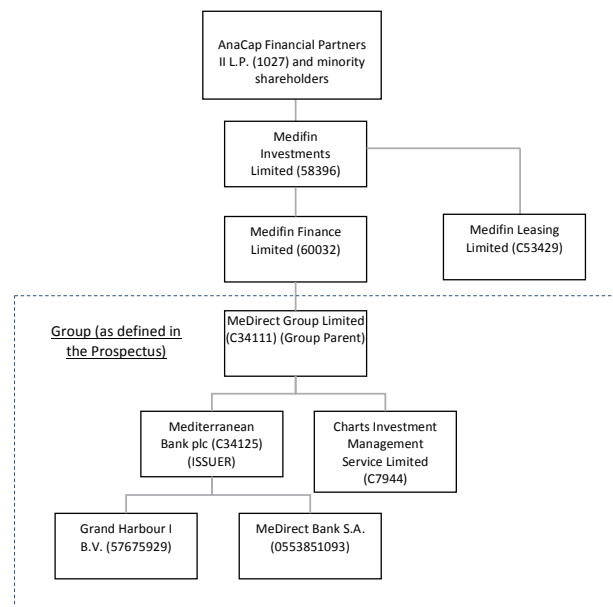 AnaCap Financial Partners
II L.P. (1027) and minority
shareholders
Medifin
Investments
Limited (58396)
Medifin Finance
Limited (60032)
Medifin Leasing
Limited (C53429)
Group (as defined in
the Prospectus)
MeDirect Group Limited
(C34111) (Group Parent)
Mediterranean
Bank plc (C34125)
(ISSUER)
Charts Investment
Management
Service Limited
(C7944)
Grand Harbour I
B.V. (57675929)
MeDirect Bank S.A.
(0553851093)